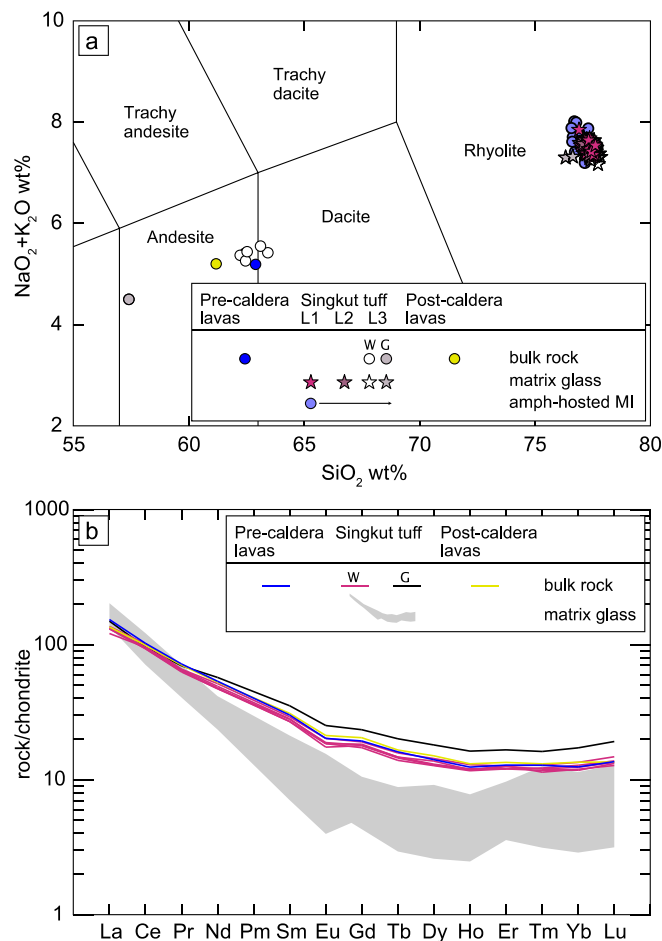 a
10
8
6
4
2
NaO₂+K₂O wt%
Trachy
andesite
Trachy
dacite
Rhyolite
Andesite
Dacite
Pre-caldera
lavas
Singkut tuff
L1 L2 L3
Post-caldera
lavas
W G
bulk rock
matrix glass
amph-hosted MI
55 60 65 70 75 80
SiO₂ wt%
b
1000
100
10
1
rock/chondrite
Pre-caldera
lavas
Singkut tuff
Post-caldera
lavas
W G
bulk rock
matrix glass
La Ce Pr Nd Pm Sm Eu Gd Tb Dy Ho Er Tm Yb Lu